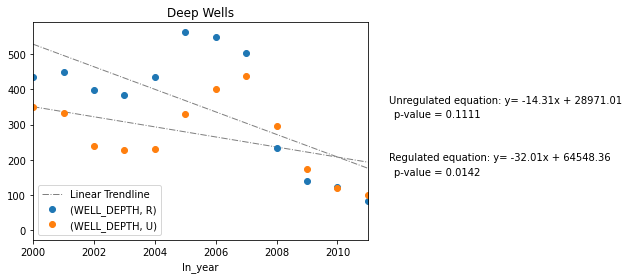 Deep Wells
500
400
300
200
100
0
Linear Trendline
(WELL_DEPTH, R)
(WELL_DEPTH, U)
2000 2002 2004 2006 2008 2010
In_year
Unregulated equation: y= -14.31x + 28971.01
p-value = 0.1111
Regulated equation: y= -32.01x + 64548.36
p-value = 0.0142